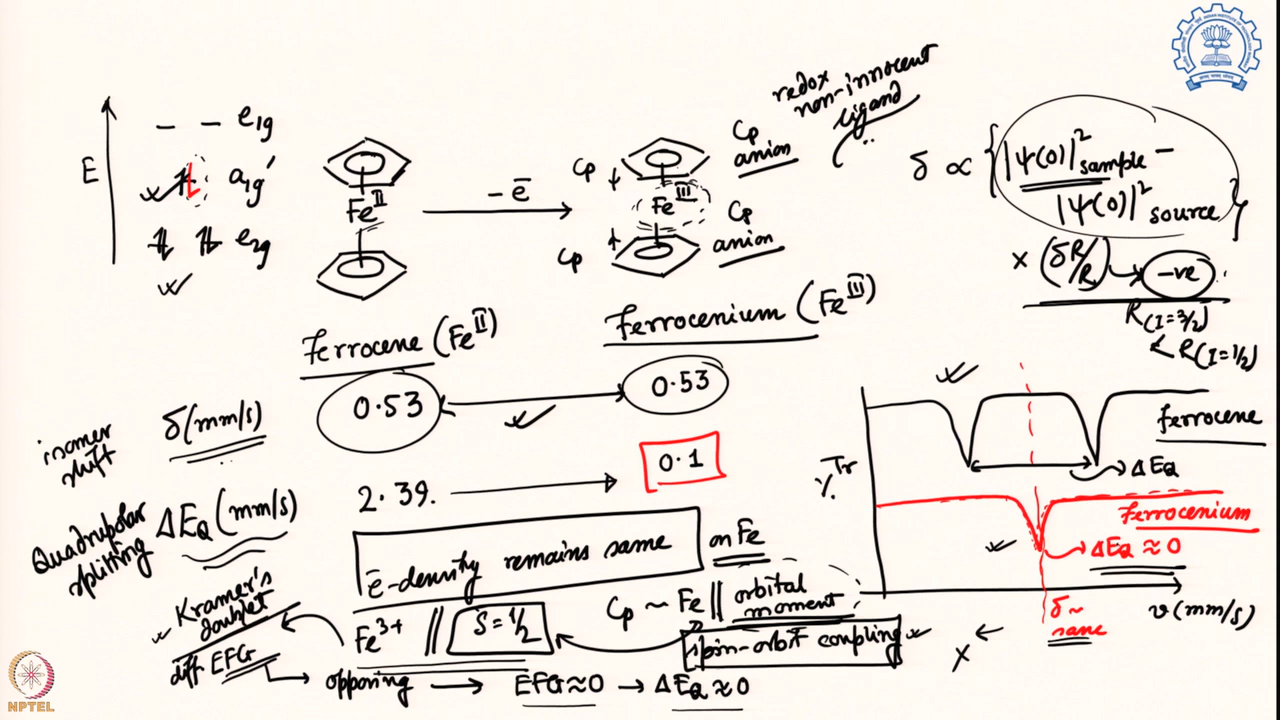 redox
non-innocent
ligand
E
e1g
a1g'
e2g
Fe II
- e̅
Cp
Cp
anion
Fe III
Cp
Cp
anion
δ ∝ { |ψ(0)|² sample -
|ψ(0)|² source }
× (δR/R) → -ve
R(I=3/2)
< R(I=1/2)
Ferrocene (Fe II)
Ferrocenium (Fe III)
isomer
shift
δ(mm/s)
0.53
0.53
Quadrupolar
splitting
ΔEQ (mm/s)
2.39.
0.1
e̅-density remains same on Fe
% Tr
Ferrocene
ΔEQ
Ferrocenium
ΔEQ ≈ 0
δ ~
same
v(mm/s)
Kramer's
doublet
diff EFG
Fe3+ || S = 1/2
Cp ~ Fe || orbital
moment
spin-orbit coupling
X ←
opposing → EFG ≈ 0 → ΔEQ ≈ 0
NPTEL